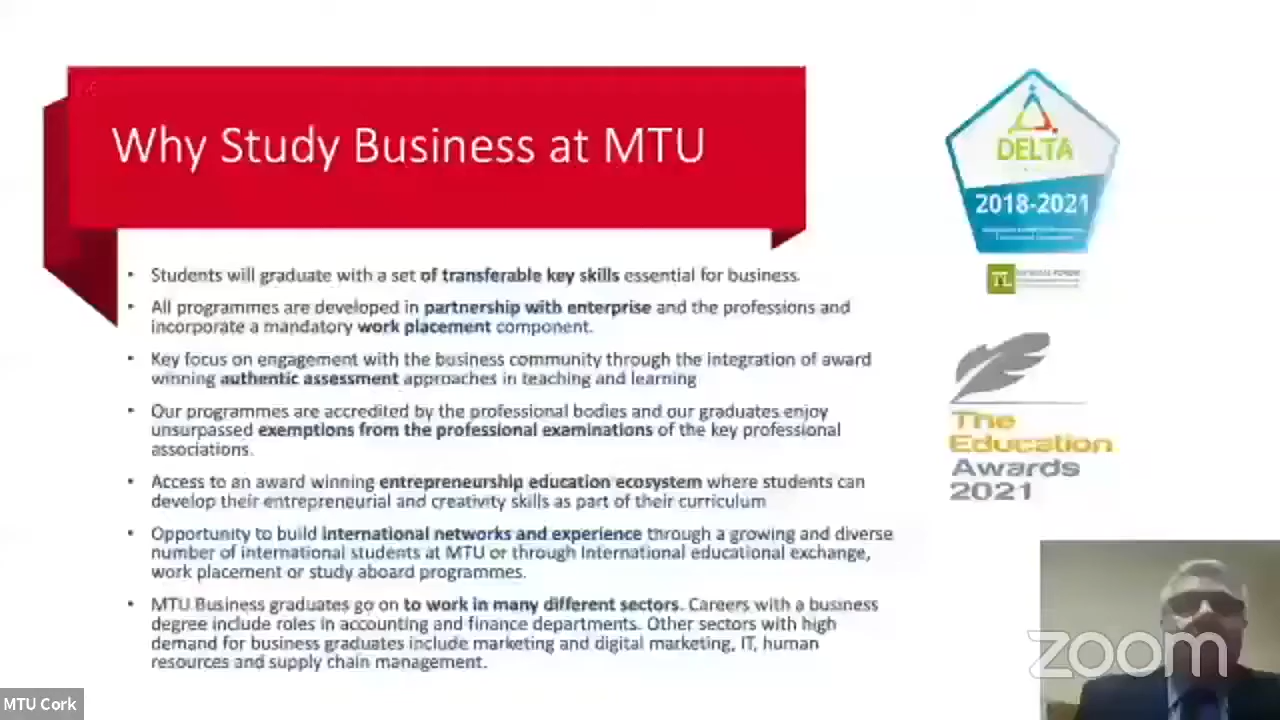 Why Study Business at MTU
DELTA
2018-2021
TL
• Students will graduate with a set of transferable key skills essential for business.
• All programmes are developed in partnership with enterprise and the professions and
incorporate a mandatory work placement component.
• Key focus on engagement with the business community through the integration of award
winning authentic assessment approaches in teaching and learning
• Our programmes are accredited by the professional bodies and our graduates enjoy
unsurpassed exemptions from the professional examinations of the key professional
associations.
• Access to an award winning entrepreneurship education ecosystem where students can
develop their entrepreneurial and creativity skills as part of their curriculum
• Opportunity to build international networks and experience through a growing and diverse
number of international students at MTU or through International educational exchange,
work placement or study aboard programmes.
• MTU Business graduates go on to work in many different sectors. Careers with a business
degree include roles in accounting and finance departments. Other sectors with high
demand for business graduates include marketing and digital marketing, IT, human
resources and supply chain management.
The
Education
Awards
2021
zoom
MTU Cork